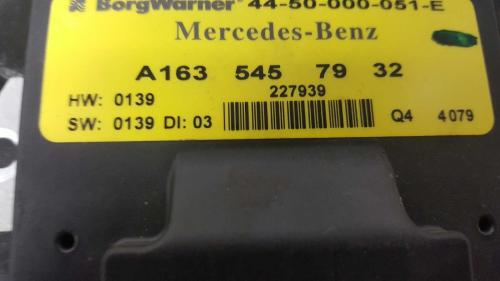 BorgWarner 44-50-000-051-E
Mercedes-Benz
A163 545 79 32
227939
HW: 0139
SW: 0139 DI: 03
Q4 4079